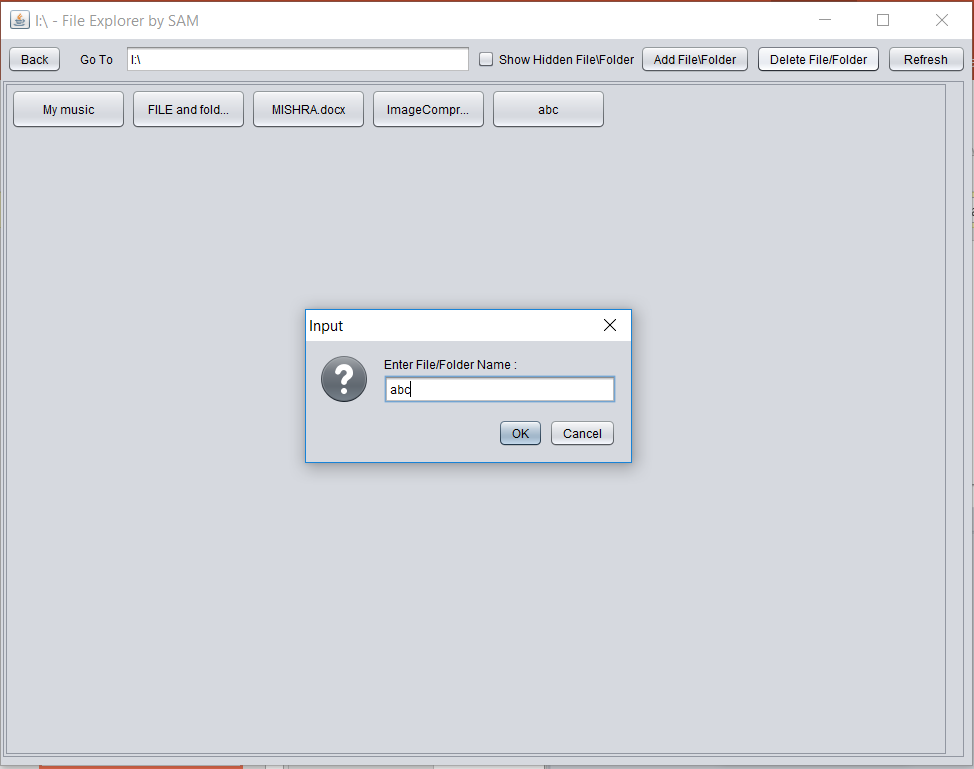 I:\ - File Explorer by SAM
Back Go To I:\ Show Hidden File\Folder Add File\Folder Delete File/Folder Refresh
My music FILE and fold... MISHRA.docx ImageCompr... abc
Input
Enter File/Folder Name :
abc
OK Cancel